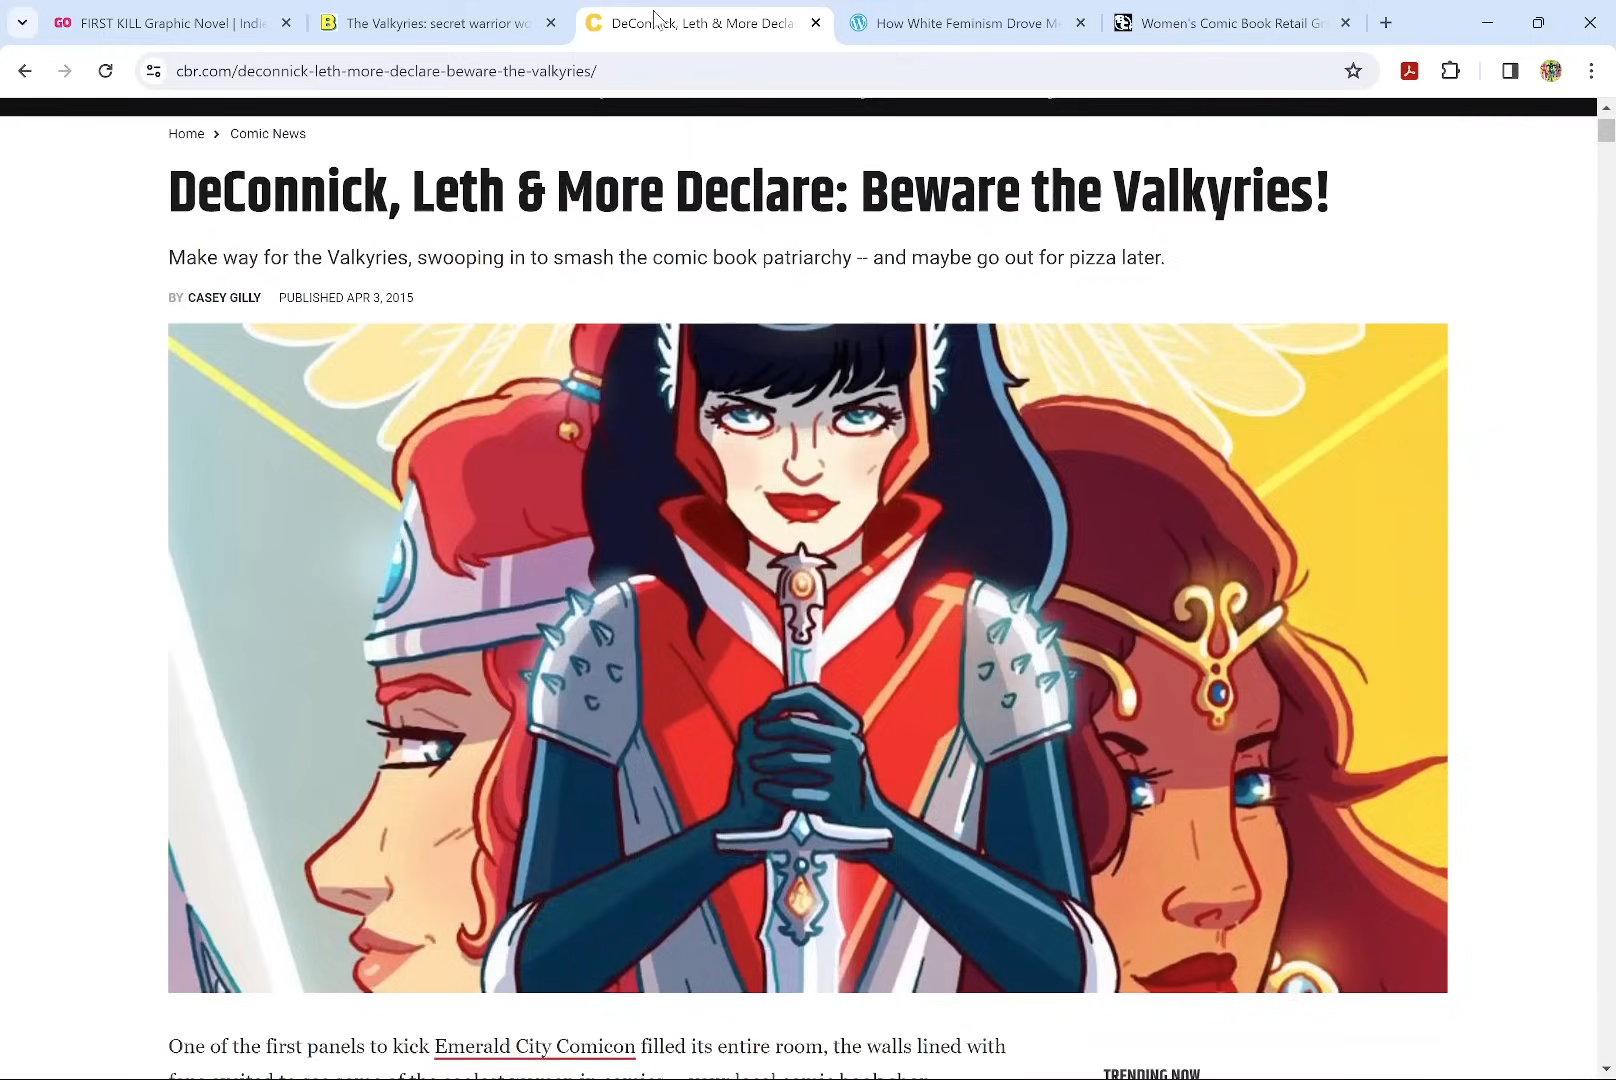 FIRST KILL Graphic Novel | Indie
The Valkyries: secret warrior wo
DeConnick, Leth & More Decla
How White Feminism Drove M
Women's Comic Book Retail G
cbr.com/deconnick-leth-more-declare-beware-the-valkyries/
Home > Comic News
DeConnick, Leth & More Declare: Beware the Valkyries!
Make way for the Valkyries, swooping in to smash the comic book patriarchy -- and maybe go out for pizza later.
BY CASEY GILLY PUBLISHED APR 3, 2015
One of the first panels to kick Emerald City Comicon filled its entire room, the walls lined with
TRENDING NOW